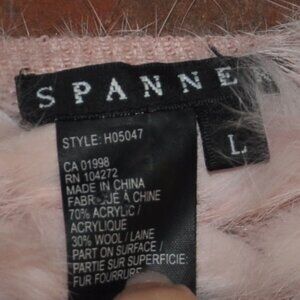 SPANNE
L
STYLE: H05047
CA 01998
RN 104272
MADE IN CHINA
FABRIQUÉ À CHINE
70% ACRYLIC/
ACRYLIQUE
30% WOOL / LAINE
PART ON SURFACE /
PARTIE SUR SUPERFICIE:
FUR FOURRURE